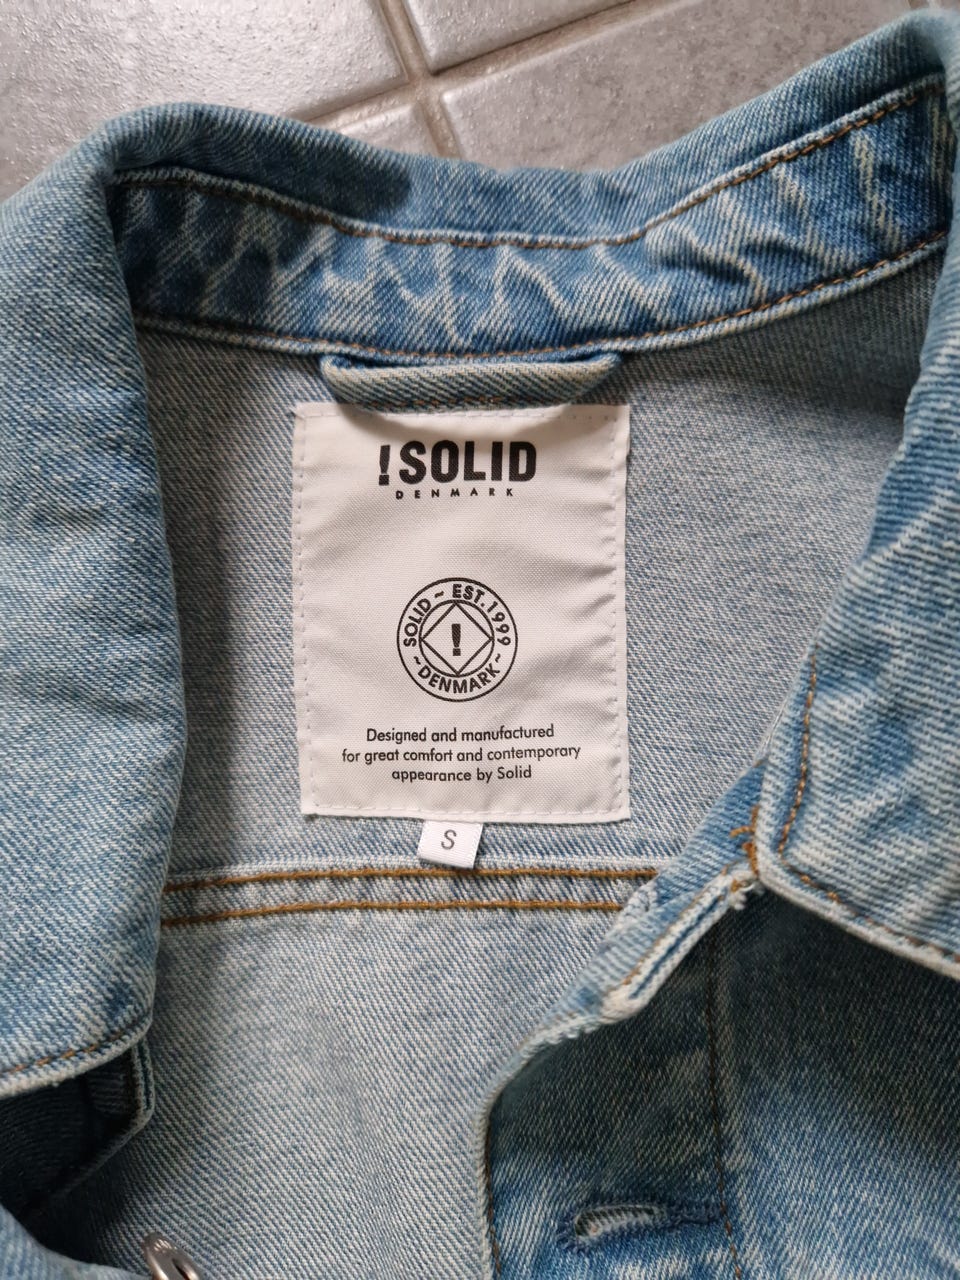 !SOLID
DENMARK
SOLID ~ EST.1999
~ DENMARK ~
!
Designed and manufactured
for great comfort and contemporary
appearance by Solid
S